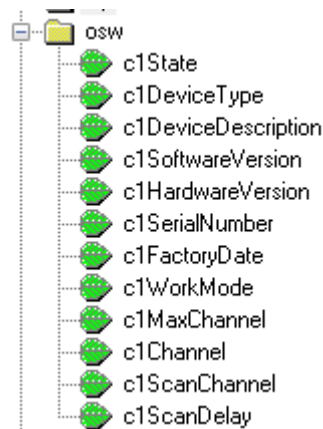 osw
c1State
c1DeviceType
c1DeviceDescription
c1SoftwareVersion
c1HardwareVersion
c1SerialNumber
c1FactoryDate
c1WorkMode
c1MaxChannel
c1Channel
c1ScanChannel
c1ScanDelay